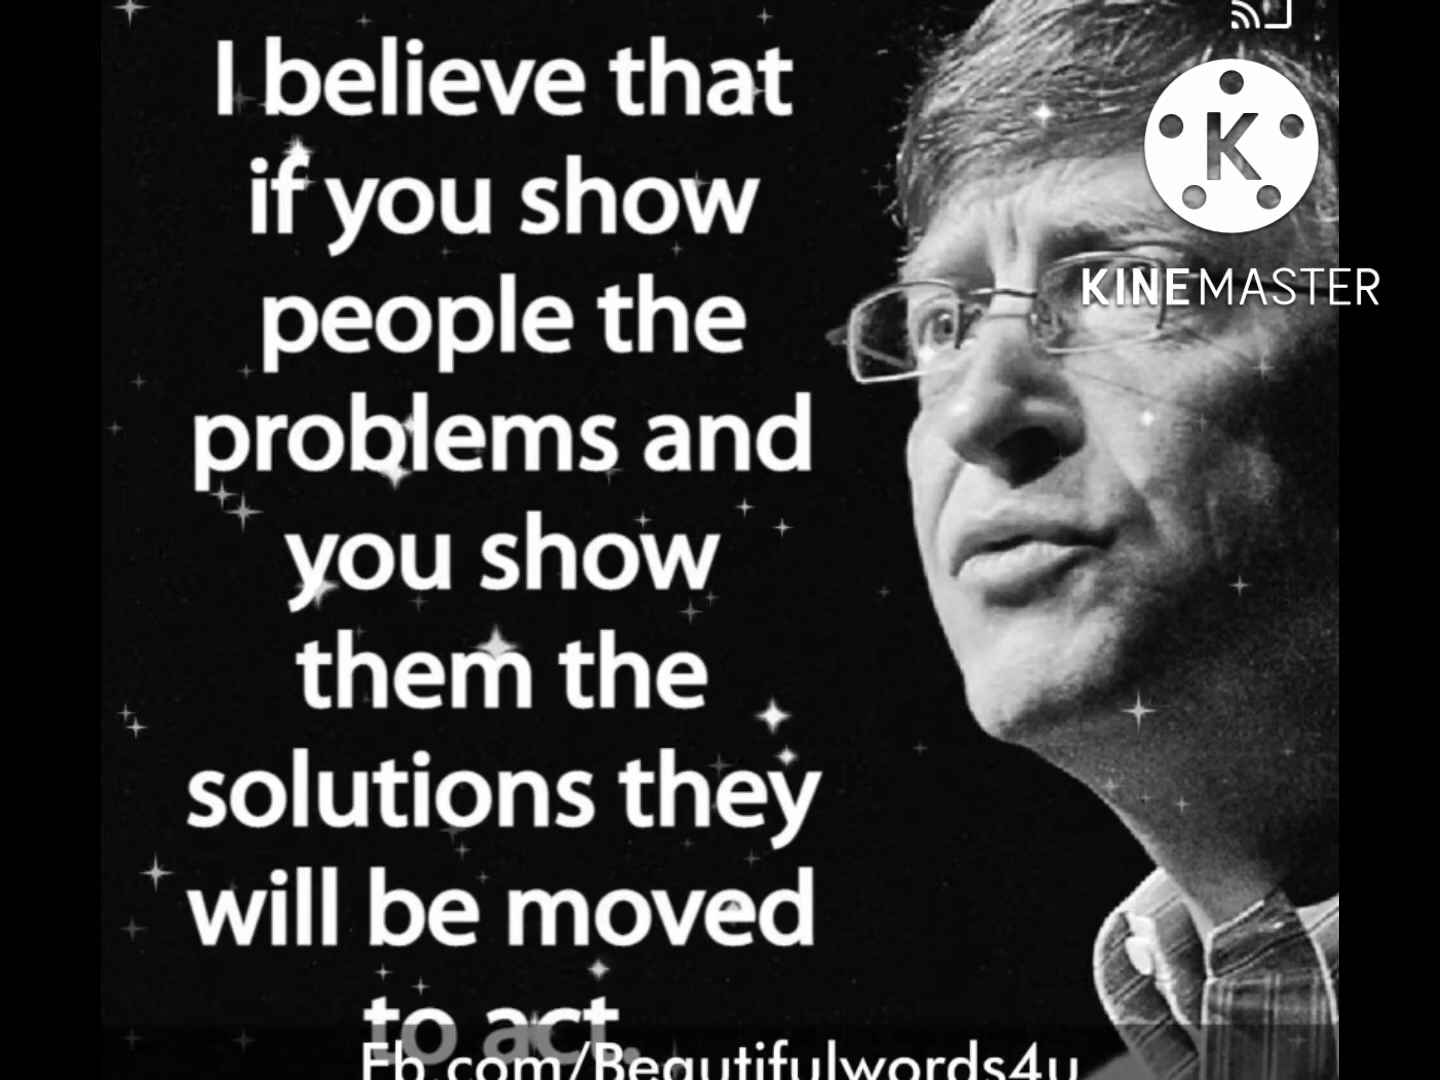 I believe that
if you show
people the
problems and
you show
them the
solutions they
will be moved
to act.
Fb.com/Beautifulwords4u
K
KINEMASTER